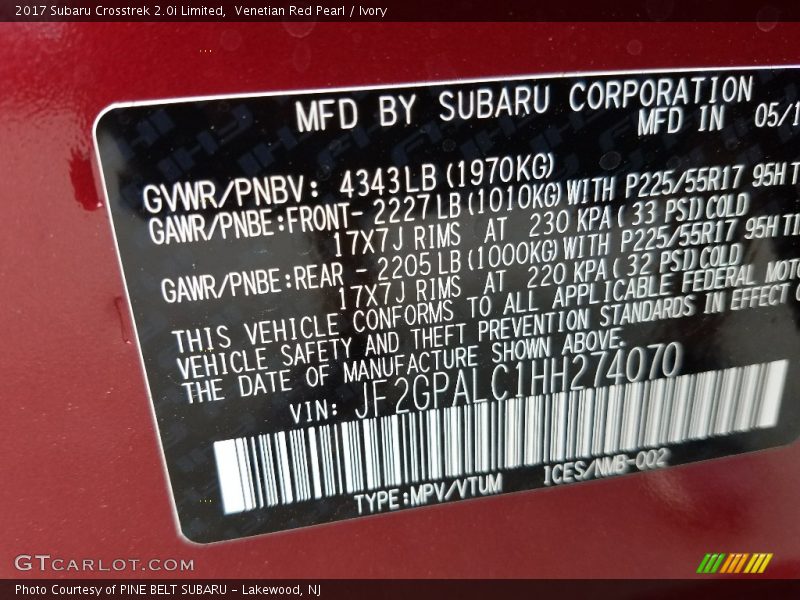 2017 Subaru Crosstrek 2.0i Limited,  Venetian Red Pearl / Ivory
MFD BY SUBARU CORPORATION
MFD IN 05/1
GVWR/PNBV: 4343LB(1970KG)
GAWR/PNBE:FRONT- 2227LB(1010KG)WITH P225/55R17 95H T
17X7J RIMS AT 230 KPA(33 PSI)COLD
GAWR/PNBE:REAR - 2205LB(1000KG)WITH P225/55R17 95H TI
17X7J RIMS AT 220 KPA(32 PSI)COLD
THIS VEHICLE CONFORMS TO ALL APPLICABLE FEDERAL MOTO
VEHICLE SAFETY AND THEFT PREVENTION STANDARDS IN EFFECT
THE DATE OF MANUFACTURE SHOWN ABOVE.
VIN: JF2GPALC1HH274070
TYPE:MPV/VTUM ICES/NMB-002
GTCARLOT.COM
Photo Courtesy of PINE BELT SUBARU - Lakewood, NJ